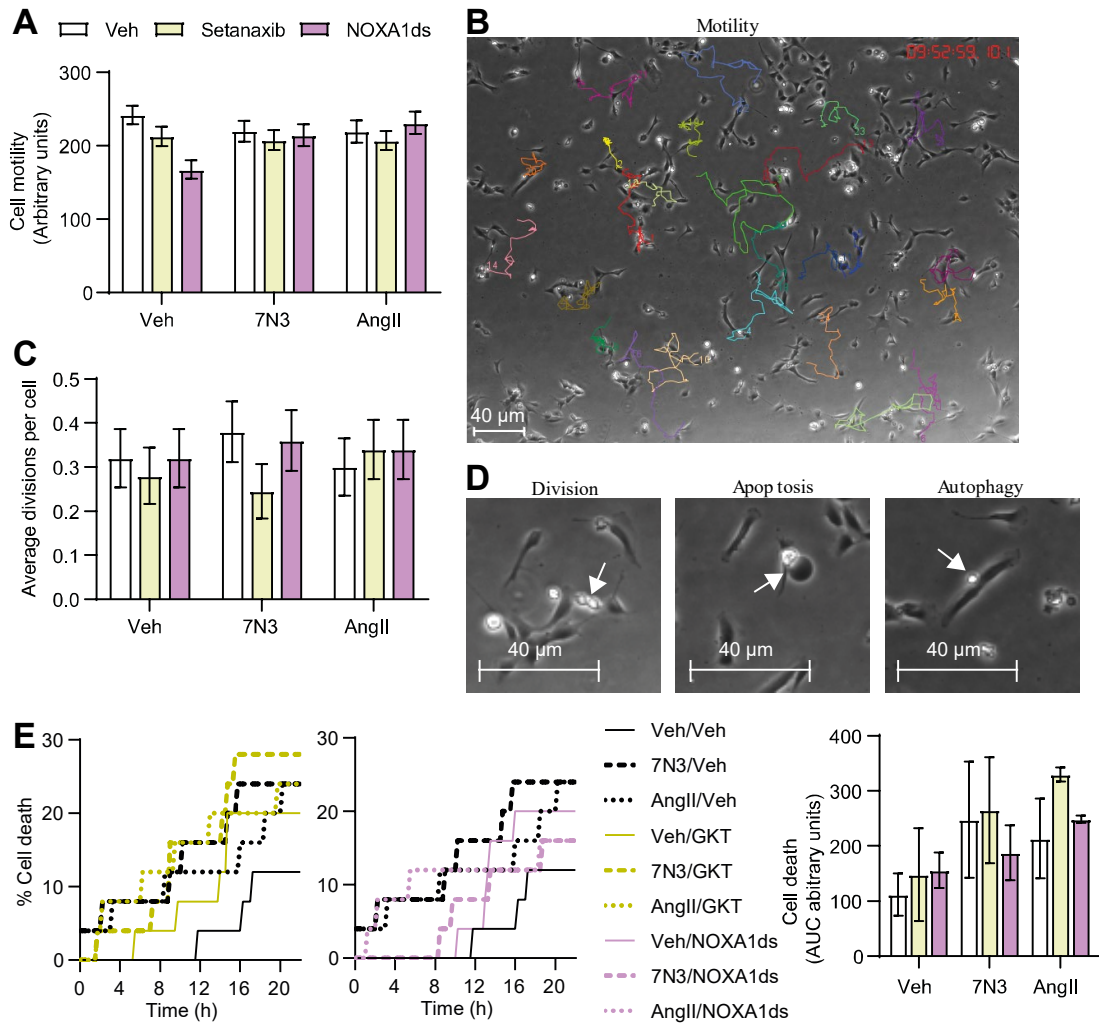 A
Veh
Setanaxib
NOXA1ds
Cell motility
(Arbitrary units)
300
200
100
0
Veh
7N3
AngII
B
Motility
14
40 µm
C
Average divisions per cell
0.5
0.4
0.3
0.2
0.1
0.0
Veh
7N3
AngII
D
Division
Apop tosis
Autophagy
40 µm
40 µm
40 µm
E
% Cell death
30
20
10
0
0 4 8 12 16 20
Time (h)
30
20
10
0
0 4 8 12 16 20
Time (h)
Veh/Veh
7N3/Veh
AngII/Veh
Veh/GKT
7N3/GKT
AngII/GKT
Veh/NOXA1ds
7N3/NOXA1ds
AngII/NOXA1ds
Cell death
(AUC abitrary units)
400
300
200
100
0
Veh
7N3
AngII